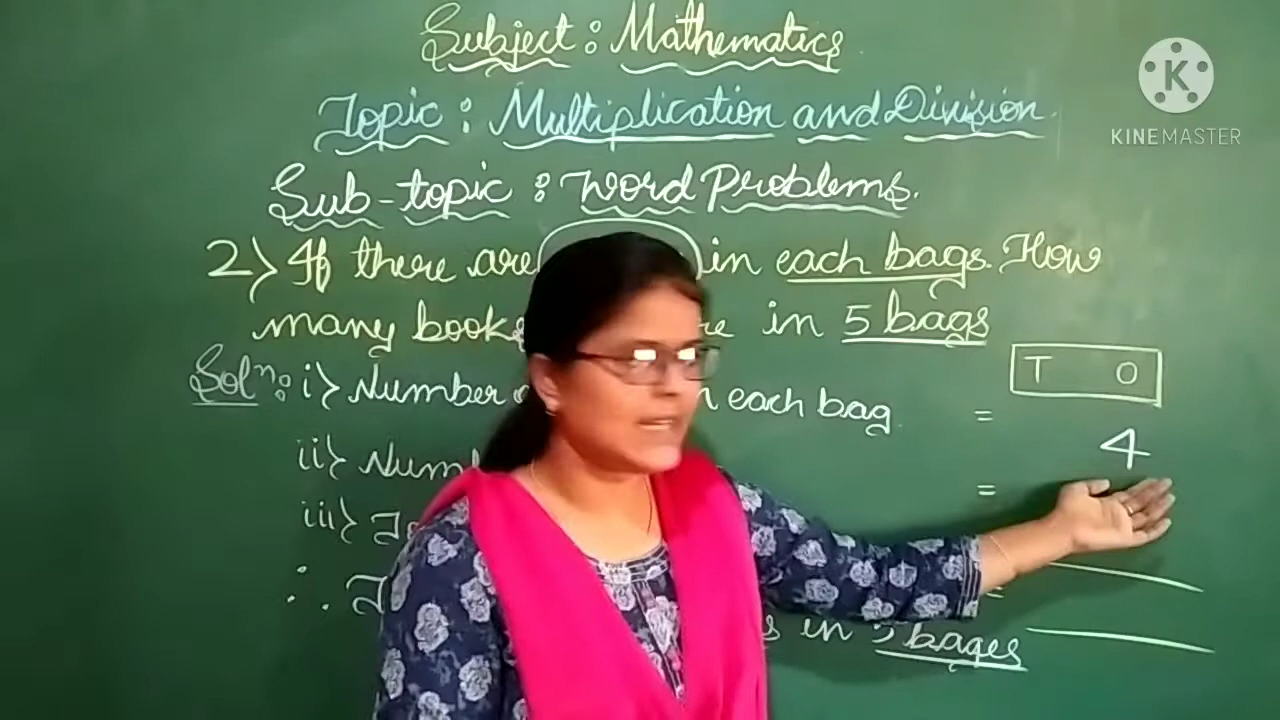 Subject : Mathematics
K
KINEMASTER
Topic : Multiplication and Division.
Sub-topic : Word Problems.
2) If there are in each bags. How
many books in 5 bags
Solⁿ: i) Number each bag =
T O
4
ii) =
iii)
∴ in 5 bages